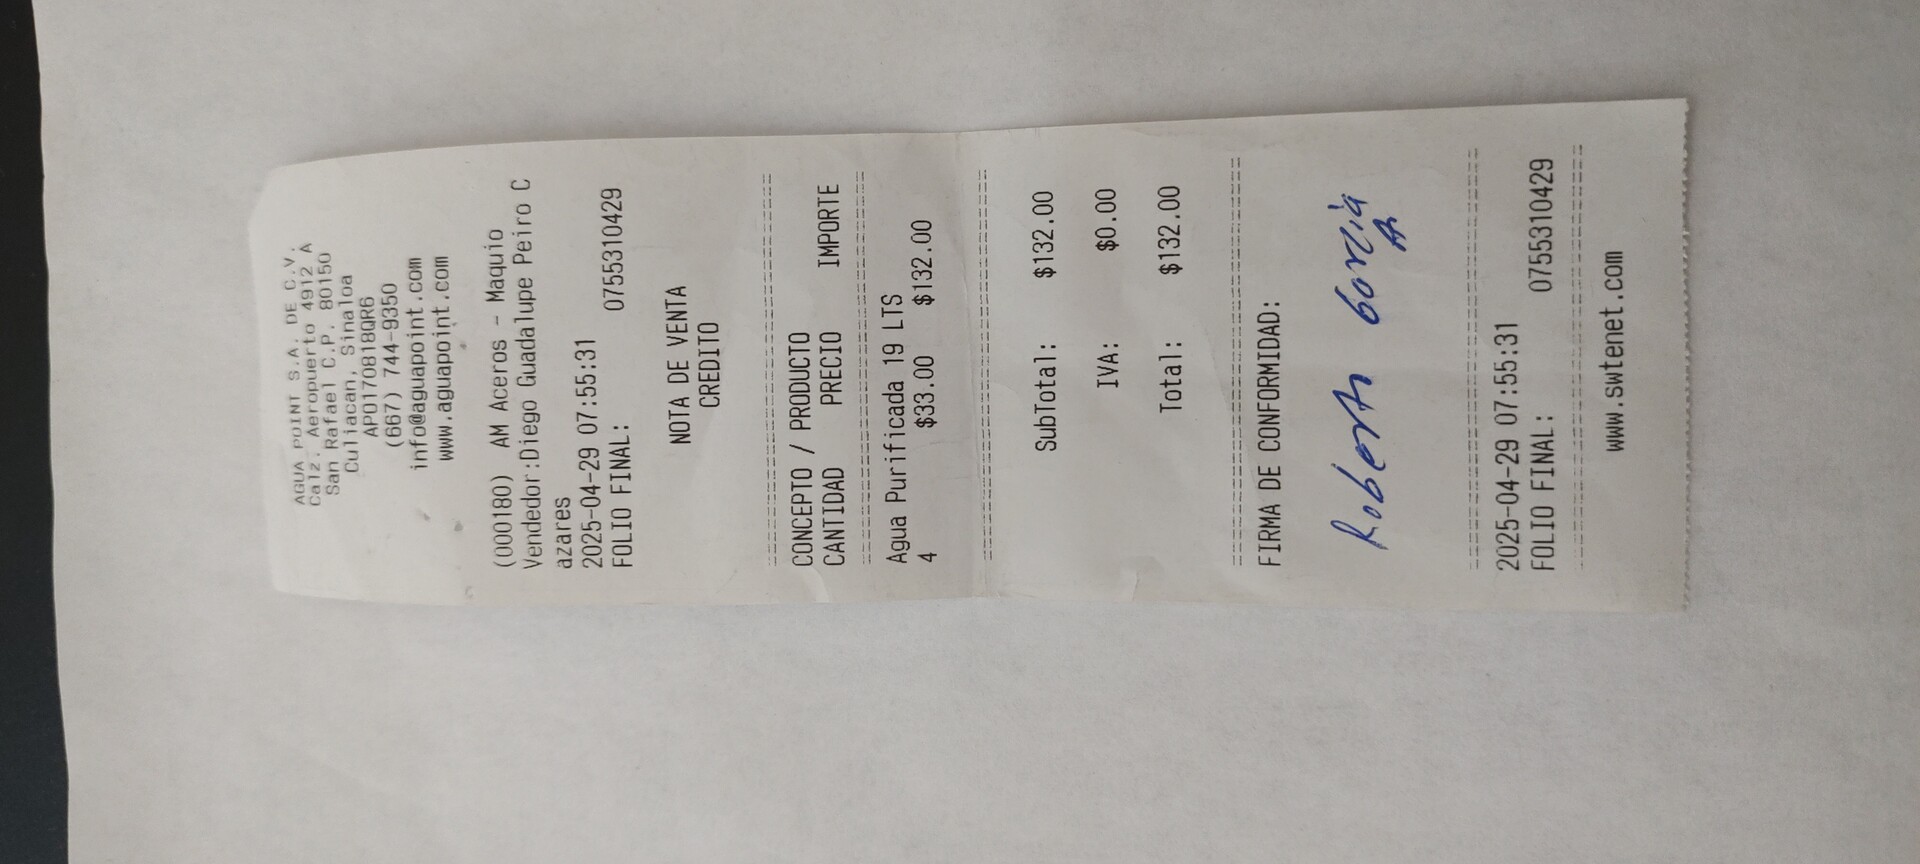 AGUA POINT S.A. DE C.V.
Calz. Aeropuerto 4912 A
San Rafael C.P. 80150
Culiacan, Sinaloa
APO170818QR6
(667) 744-9350
info@aguapoint.com
www.aguapoint.com
(000180) AM Aceros - Maquio
Vendedor:Diego Guadalupe Peiro C
azares
2025-04-29 07:55:31
FOLIO FINAL: 0755310429
NOTA DE VENTA
CREDITO
================================
CONCEPTO / PRODUCTO
CANTIDAD PRECIO IMPORTE
================================
Agua Purificada 19 LTS
4 $33.00 $132.00
================================
SubTotal: $132.00
IVA: $0.00
Total: $132.00
================================
FIRMA DE CONFORMIDAD:
Roberto Garcia
================================
2025-04-29 07:55:31
FOLIO FINAL: 0755310429
================================
www.swtenet.com